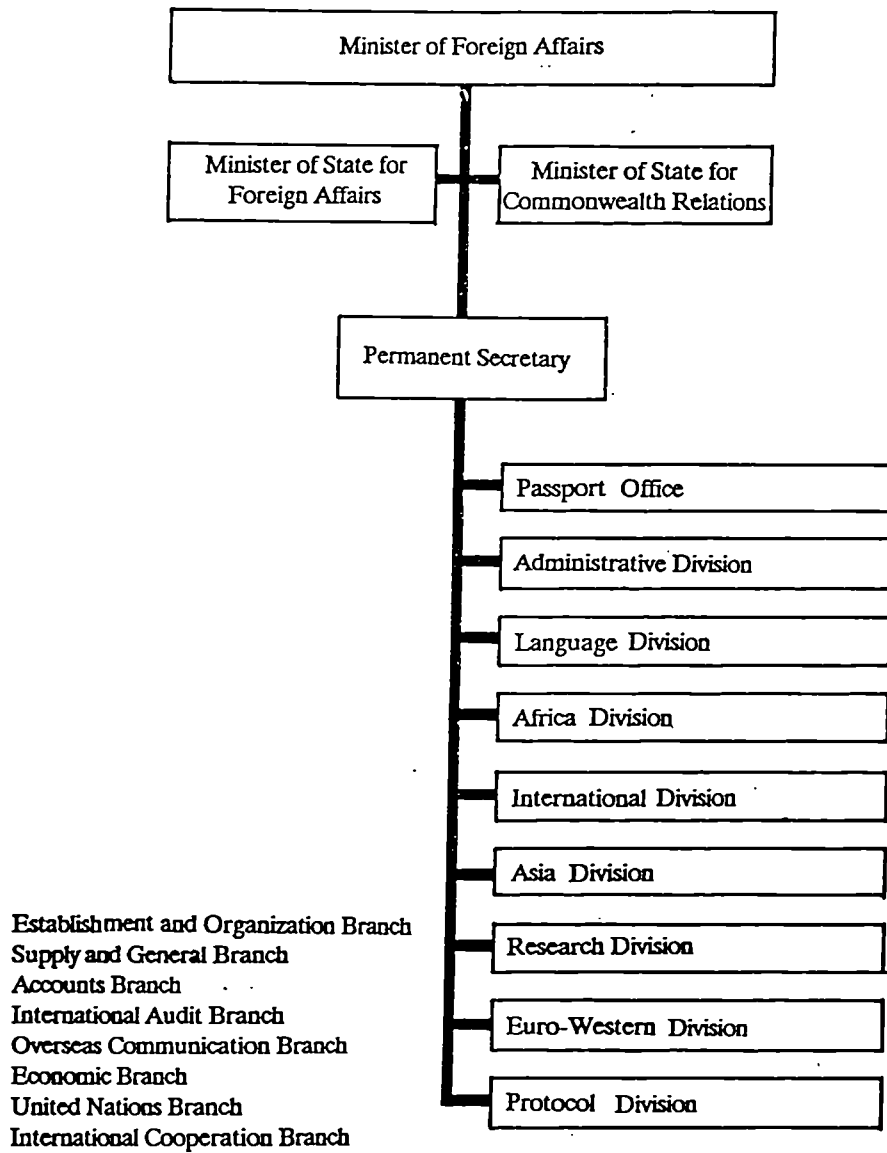 Minister of Foreign Affairs
Minister of State for
Foreign Affairs
Minister of State for
Commonwealth Relations
Permanent Secretary
Passport Office
Administrative Division
Language Division
Africa Division
International Division
Asia Division
Research Division
Euro-Western Division
Protocol Division
Establishment and Organization Branch
Supply and General Branch
Accounts Branch
International Audit Branch
Overseas Communication Branch
Economic Branch
United Nations Branch
International Cooperation Branch